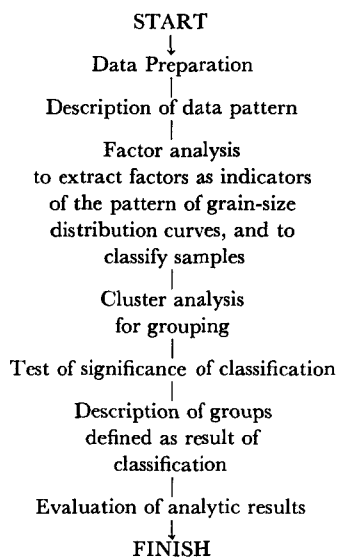 START
Data Preparation
Description of data pattern
Factor analysis
to extract factors as indicators
of the pattern of grain-size
distribution curves, and to
classify samples
Cluster analysis
for grouping
Test of significance of classification
Description of groups
defined as result of
classification
Evaluation of analytic results
FINISH